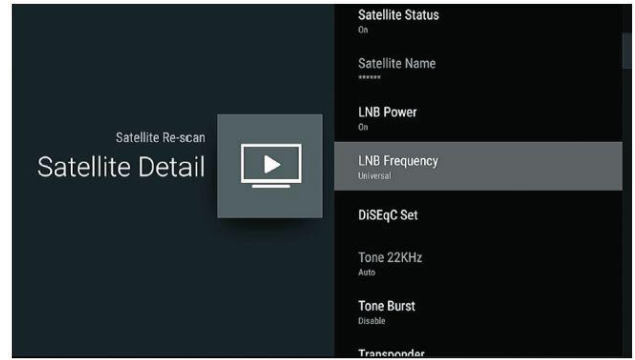 Satellite Re-scan
Satellite Detail
Satellite Status
On
Satellite Name
******
LNB Power
On
LNB Frequency
Universal
DiSEqC Set
Tone 22KHz
Auto
Tone Burst
Disable
Transponder